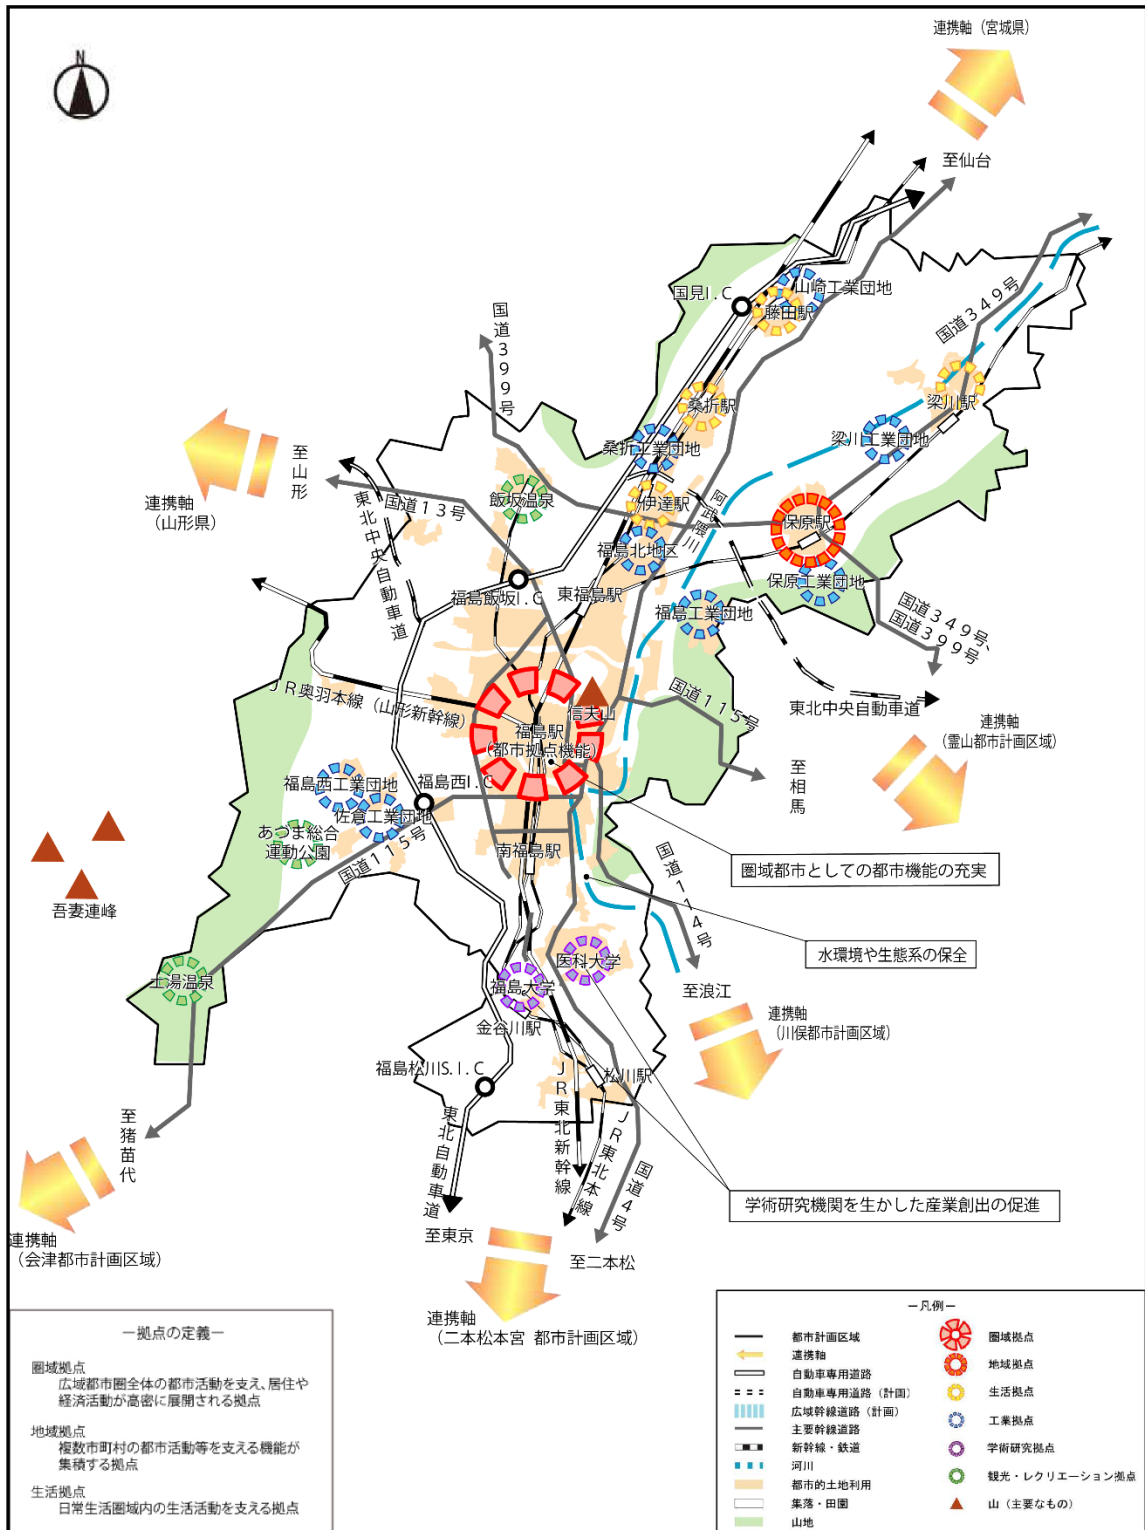 連携軸（宮城県）
N
至仙台
国見I.C
山崎工業団地
藤田駅
国道399号
国道349号
桑折駅
梁川駅
桑折工業団地
梁川工業団地
至山形
連携軸
（山形県）
国道13号
東北中央自動車道
飯坂温泉
伊達駅
阿武隈川
保原駅
福島北地区
保原工業団地
福島飯坂I.C
東福島駅
福島工業団地
国道349号、
国道399号
JR奥羽本線（山形新幹線）
信夫山
福島駅
（都市拠点機能）
国道115号
東北中央自動車道
連携軸
（霊山都市計画区域）
至相馬
福島西工業団地
福島西I.C
佐倉工業団地
あづま総合
運動公園
国道115号
南福島駅
圏域都市としての都市機能の充実
吾妻連峰
国道114号
水環境や生態系の保全
土湯温泉
医科大学
福島大学
至浪江
金谷川駅
連携軸
（川俣都市計画区域）
福島松川S.I.C
松川駅
JR東北新幹線
JR東北本線
国道4号
東北自動車道
至猪苗代
学術研究機関を生かした産業創出の促進
至東京
連携軸
（会津都市計画区域）
至二本松
連携軸
（二本松本宮 都市計画区域）
－拠点の定義－
圏域拠点
広域都市圏全体の都市活動を支え、居住や
経済活動が高密に展開される拠点
地域拠点
複数市町村の都市活動等を支える機能が
集積する拠点
生活拠点
日常生活圏域内の生活活動を支える拠点
－凡例－
都市計画区域
連携軸
自動車専用道路
自動車専用道路（計画）
広域幹線道路（計画）
主要幹線道路
新幹線・鉄道
河川
都市的土地利用
集落・田園
山地
圏域拠点
地域拠点
生活拠点
工業拠点
学術研究拠点
観光・レクリエーション拠点
山（主要なもの）